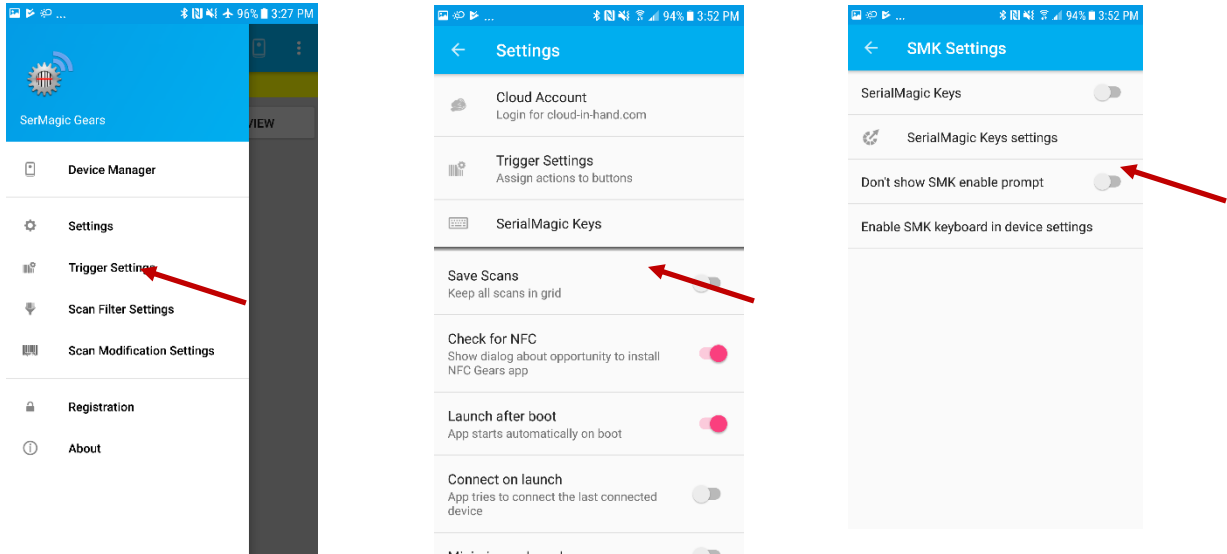 ... 96% 3:27 PM
SerMagic Gears
VIEW
Device Manager
Settings
Trigger Settings
Scan Filter Settings
Scan Modification Settings
Registration
About
... 94% 3:52 PM
Settings
Cloud Account
Login for cloud-in-hand.com
Trigger Settings
Assign actions to buttons
SerialMagic Keys
Save Scans
Keep all scans in grid
Check for NFC
Show dialog about opportunity to install
NFC Gears app
Launch after boot
App starts automatically on boot
Connect on launch
App tries to connect the last connected
device
... 94% 3:52 PM
SMK Settings
SerialMagic Keys
SerialMagic Keys settings
Don't show SMK enable prompt
Enable SMK keyboard in device settings